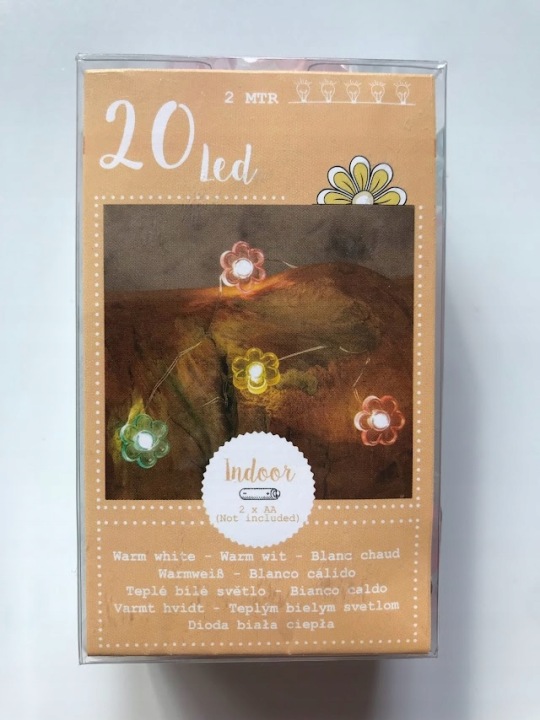 2 MTR
20 Led
Indoor
2 x AA
(Not included)
Warm white - Warm wit - Blanc chaud
Warmweiß - Blanco cálido
Teplé bílé světlo - Bianco caldo
Varmt hvidt - Teplým bielym svetlom
Dioda biała ciepła